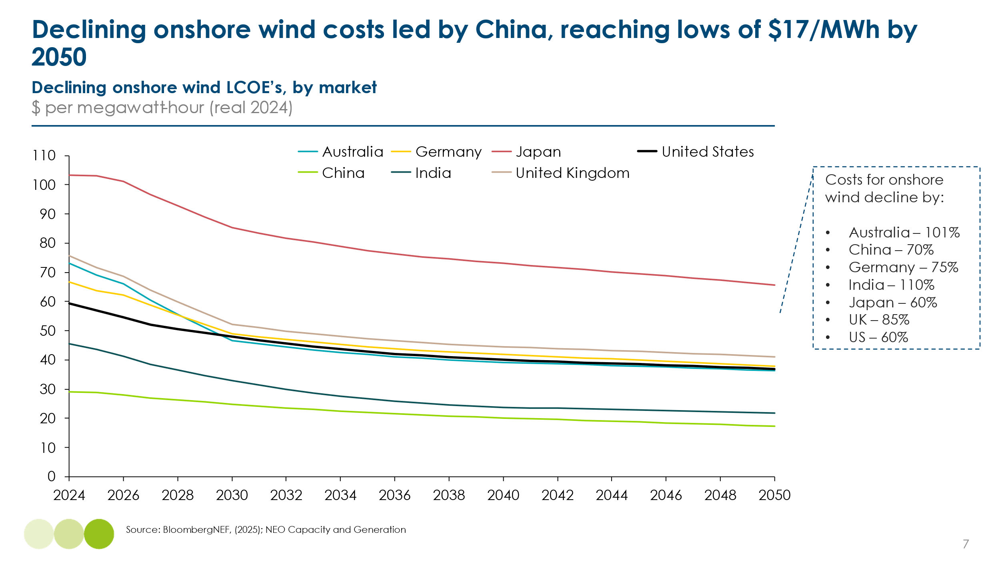 Declining onshore wind costs led by China, reaching lows of $17/MWh by
2050
Declining onshore wind LCOE’s, by market
$ per megawatt-hour (real 2024)
Australia Germany Japan United States
China India United Kingdom
110
100
90
80
70
60
50
40
30
20
10
0
2024 2026 2028 2030 2032 2034 2036 2038 2040 2042 2044 2046 2048 2050
Costs for onshore
wind decline by:
• Australia – 101%
• China – 70%
• Germany – 75%
• India – 110%
• Japan – 60%
• UK – 85%
• US – 60%
Source: BloombergNEF, (2025); NEO Capacity and Generation
7